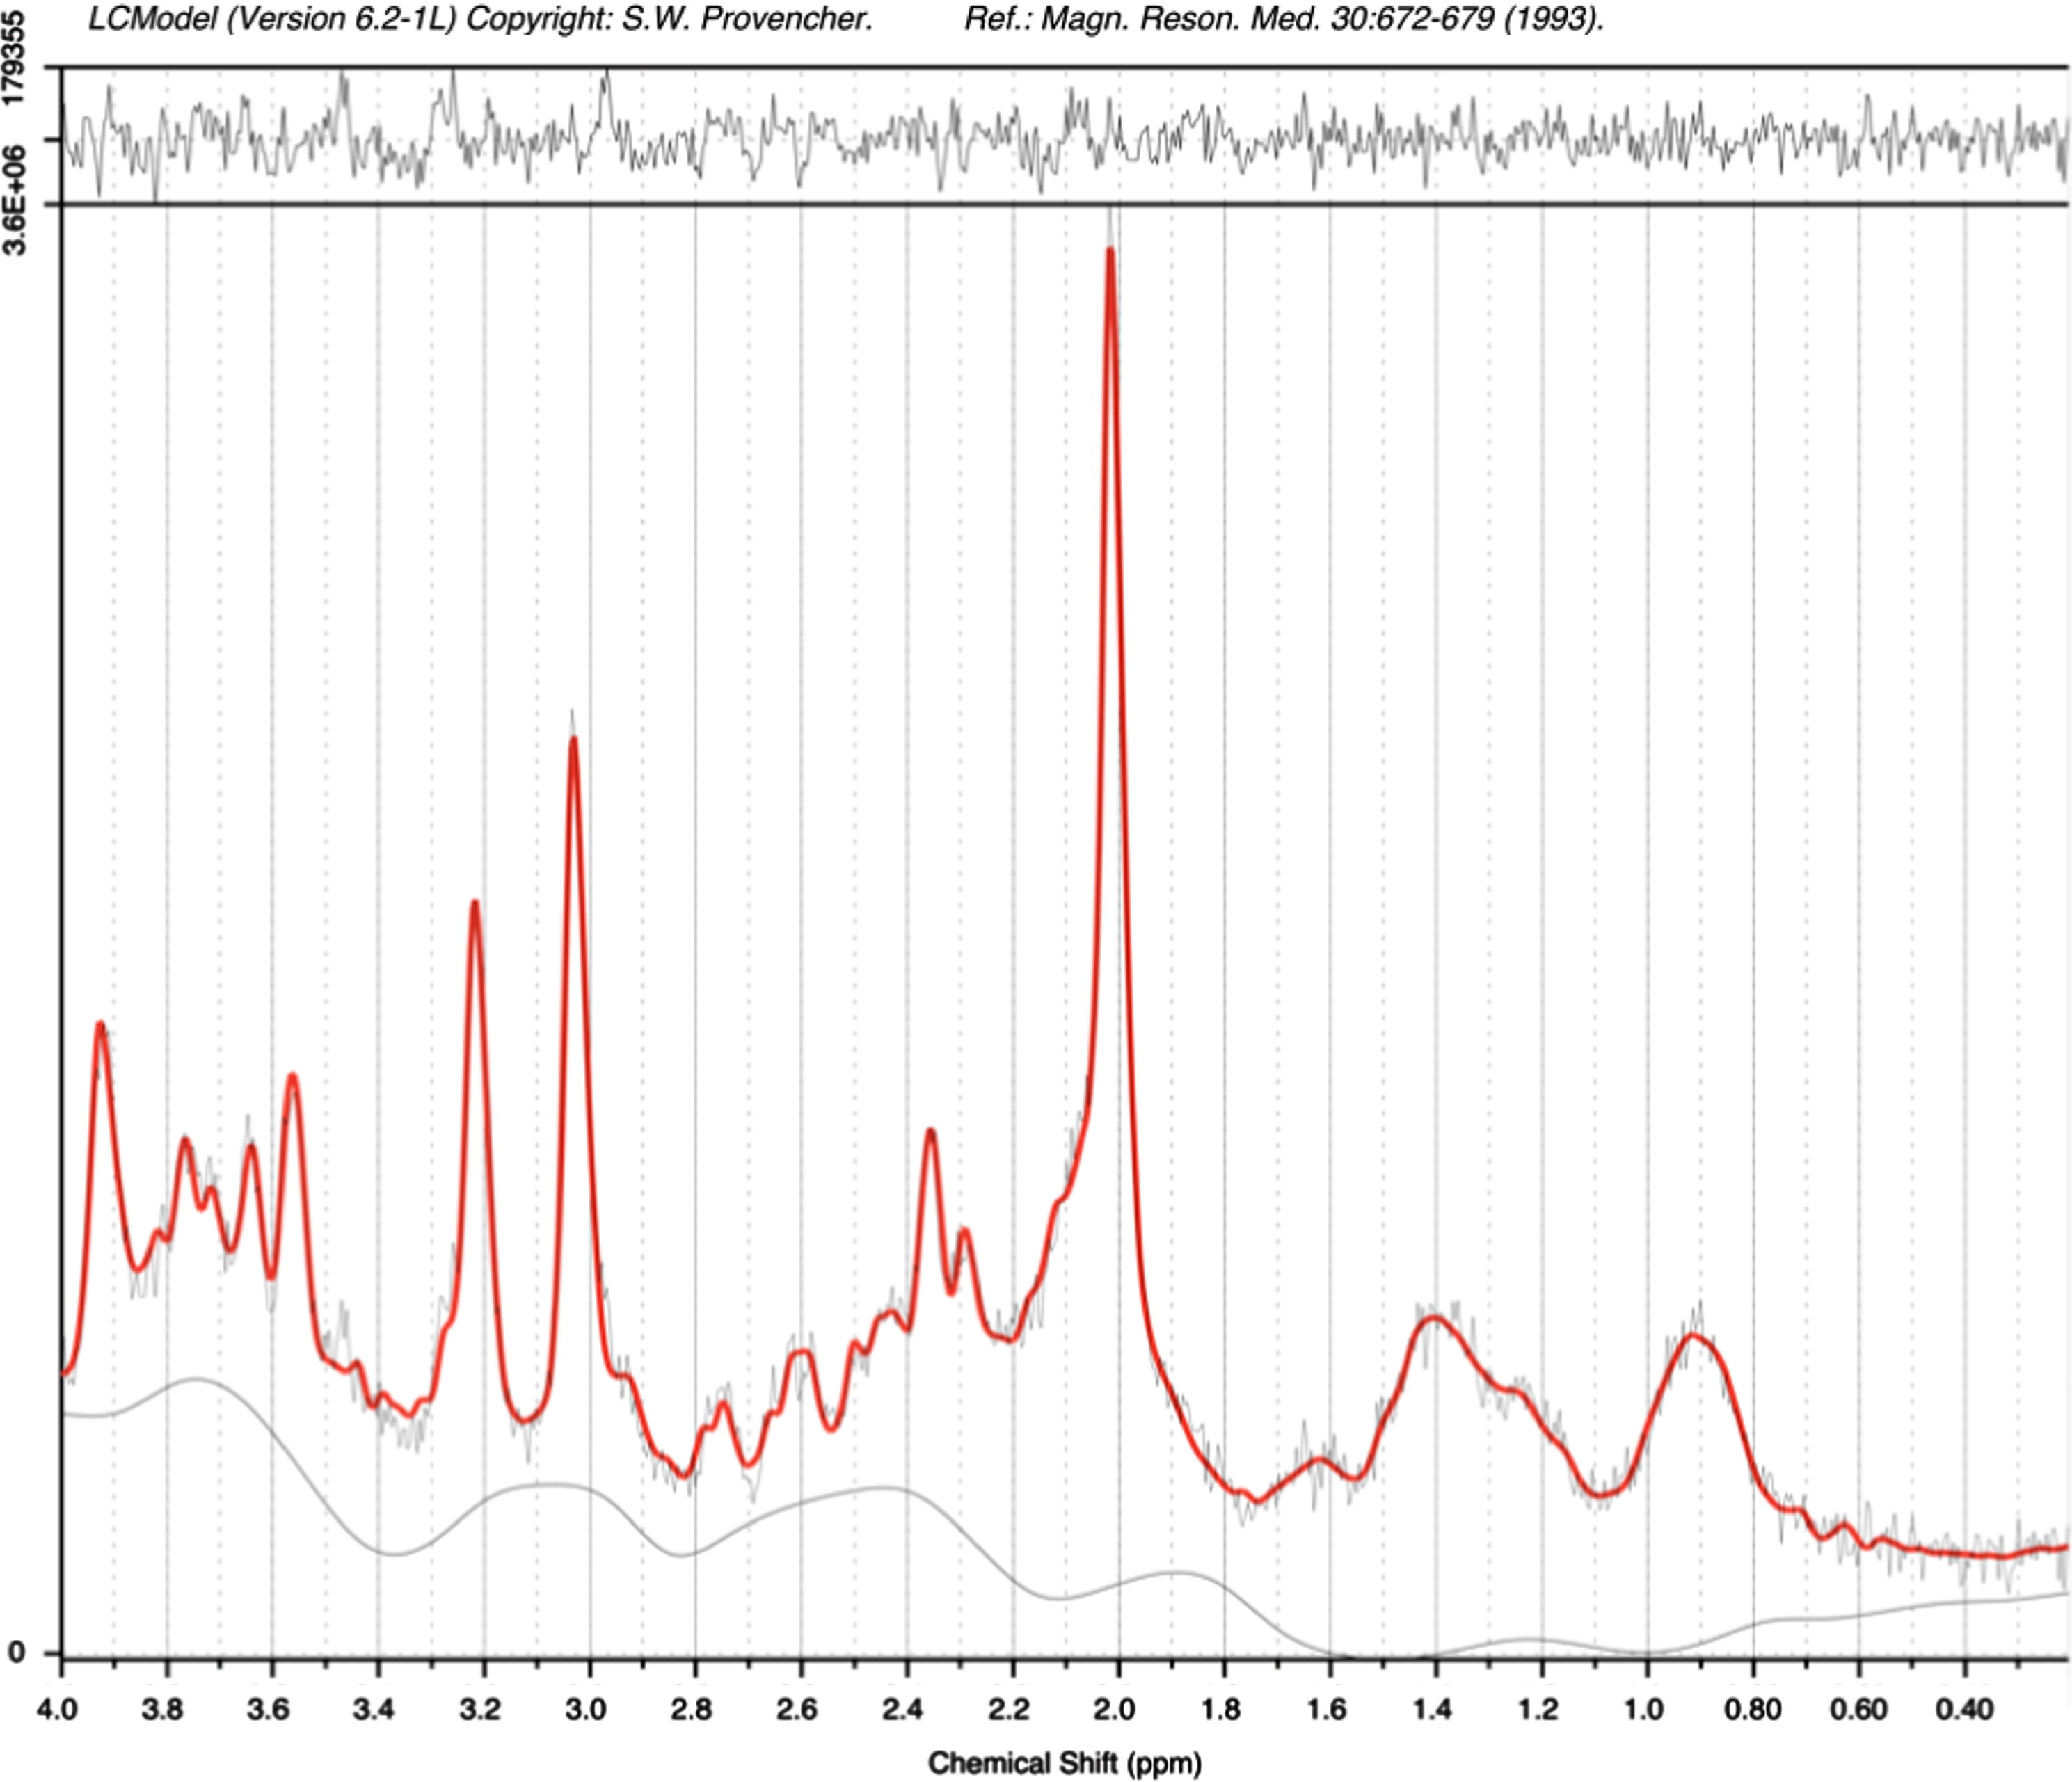 LCModel (Version 6.2-1L) Copyright: S.W. Provencher. Ref.: Magn. Reson. Med. 30:672-679 (1993).
179355
3.6E+06
0
4.0 3.8 3.6 3.4 3.2 3.0 2.8 2.6 2.4 2.2 2.0 1.8 1.6 1.4 1.2 1.0 0.80 0.60 0.40
Chemical Shift (ppm)